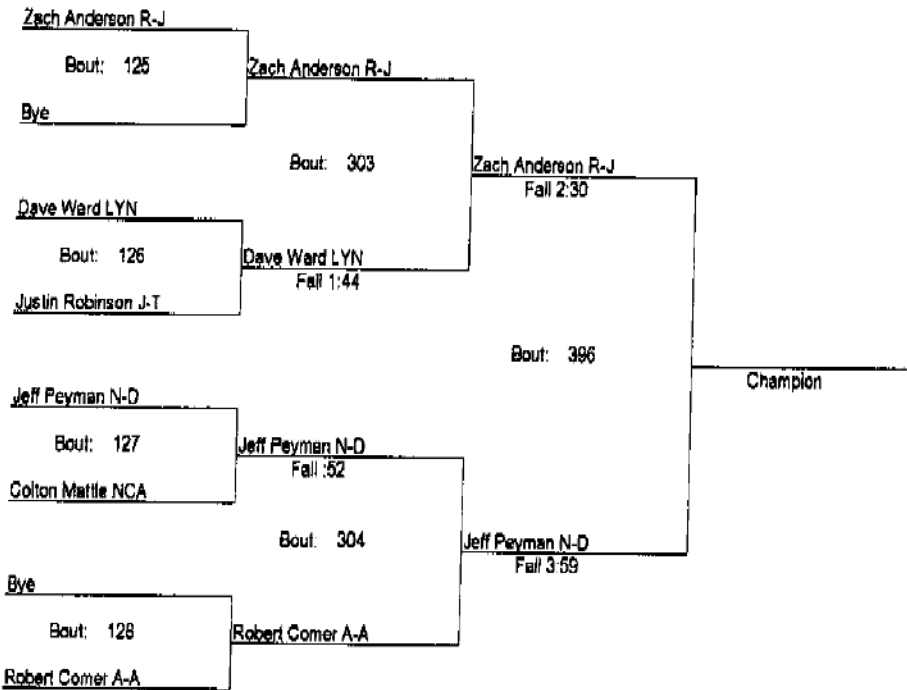 Zach Anderson R-J
Bout: 125
Zach Anderson R-J
Bye
Bout: 303
Zach Anderson R-J
Fall 2:30
Dave Ward LYN
Bout: 126
Dave Ward LYN
Fall 1:44
Justin Robinson J-T
Bout: 396
Champion
Jeff Peyman N-D
Bout: 127
Jeff Peyman N-D
Fall :52
Colton Mattle NCA
Bout: 304
Jeff Peyman N-D
Fall 3:59
Bye
Bout: 128
Robert Comer A-A
Robert Comer A-A